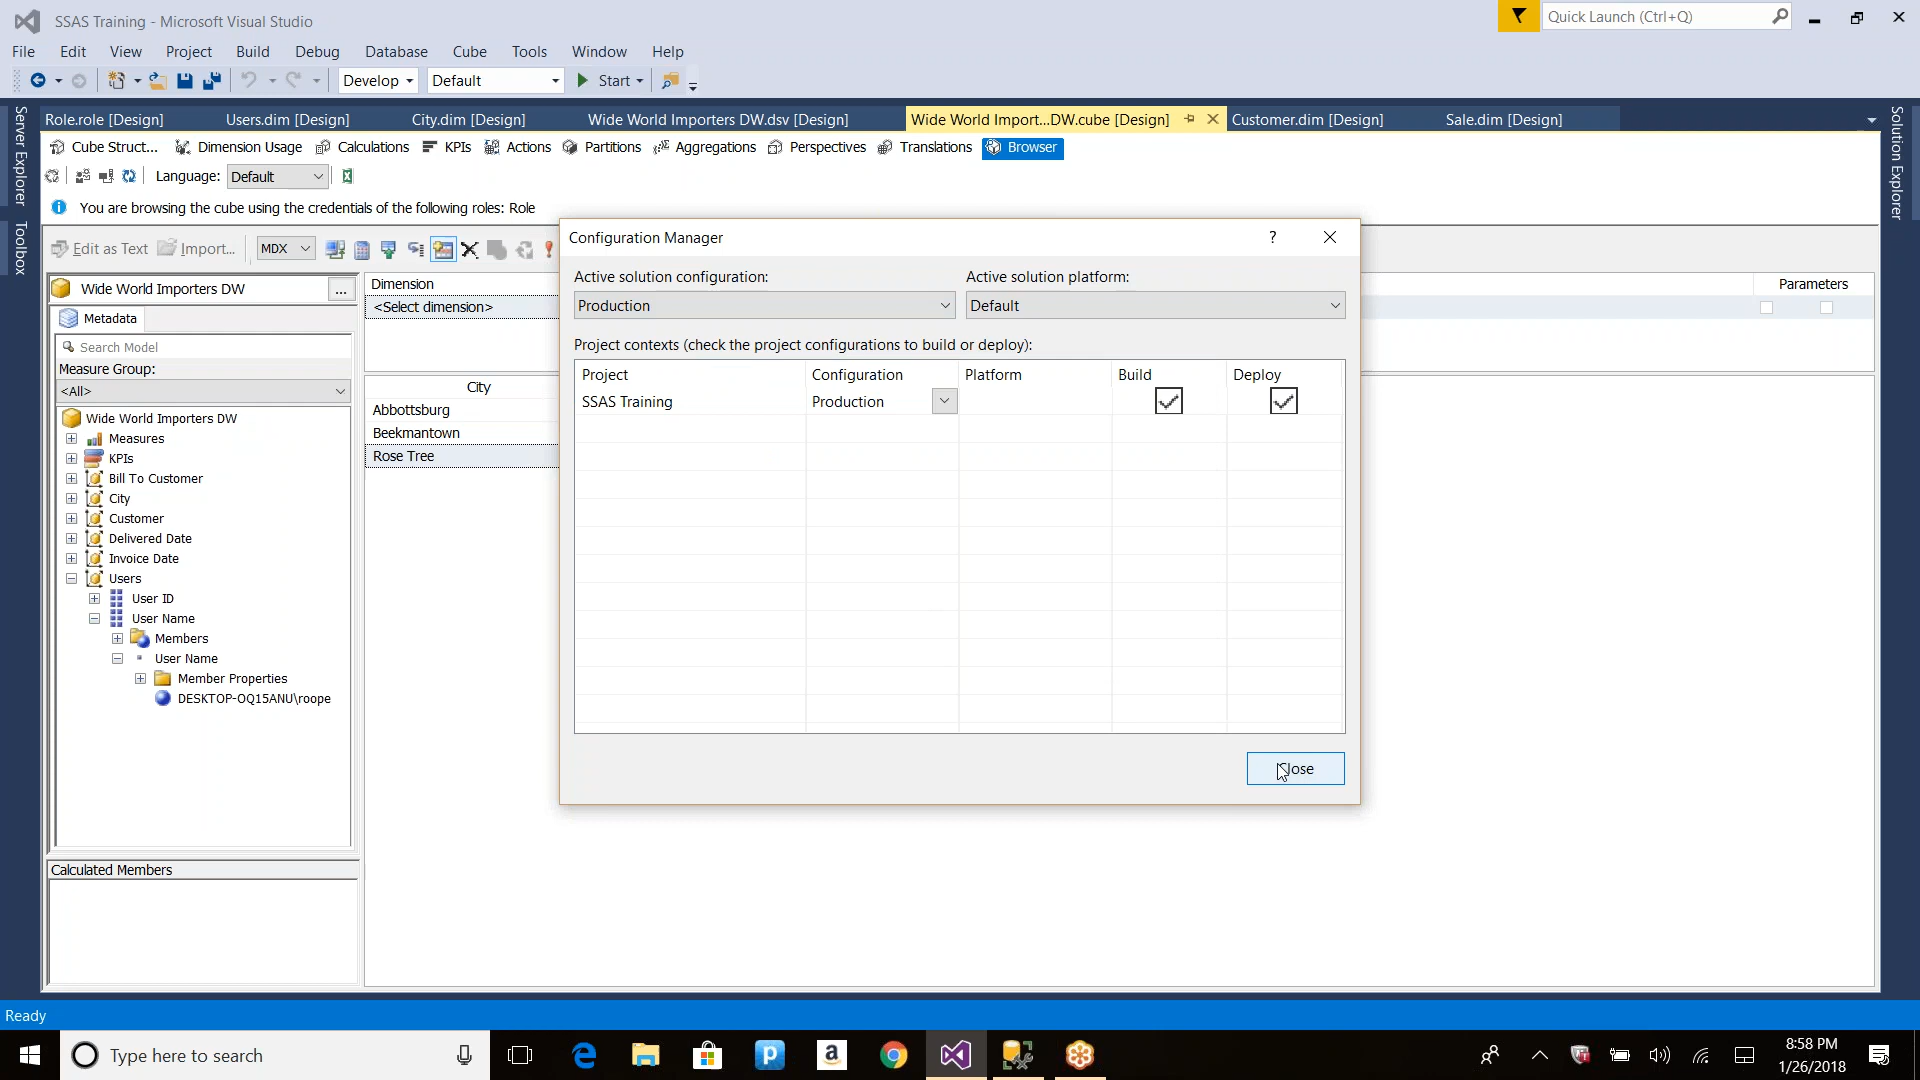 SSAS Training - Microsoft Visual Studio
Quick Launch (Ctrl+Q)
File Edit View Project Build Debug Database Cube Tools Window Help
Develop Default Start
Server Explorer
Toolbox
Solution Explorer
Role.role [Design] Users.dim [Design] City.dim [Design] Wide World Importers DW.dsv [Design] Wide World Import...DW.cube [Design] Customer.dim [Design] Sale.dim [Design]
Cube Struct... Dimension Usage Calculations KPIs Actions Partitions Aggregations Perspectives Translations Browser
Language: Default
You are browsing the cube using the credentials of the following roles: Role
Edit as Text Import... MDX
Wide World Importers DW ...
Metadata
Search Model
Measure Group:
<All>
Wide World Importers DW
Measures
KPIs
Bill To Customer
City
Customer
Delivered Date
Invoice Date
Users
User ID
User Name
Members
User Name
Member Properties
DESKTOP-OQ15ANU\roope
Calculated Members
Dimension
<Select dimension>
Parameters
City
Abbottsburg
Beekmantown
Rose Tree
Configuration Manager
?
Active solution configuration: Active solution platform:
Production Default
Project contexts (check the project configurations to build or deploy):
Project Configuration Platform Build Deploy
SSAS Training Production
Close
Ready
Type here to search
8:58 PM
1/26/2018